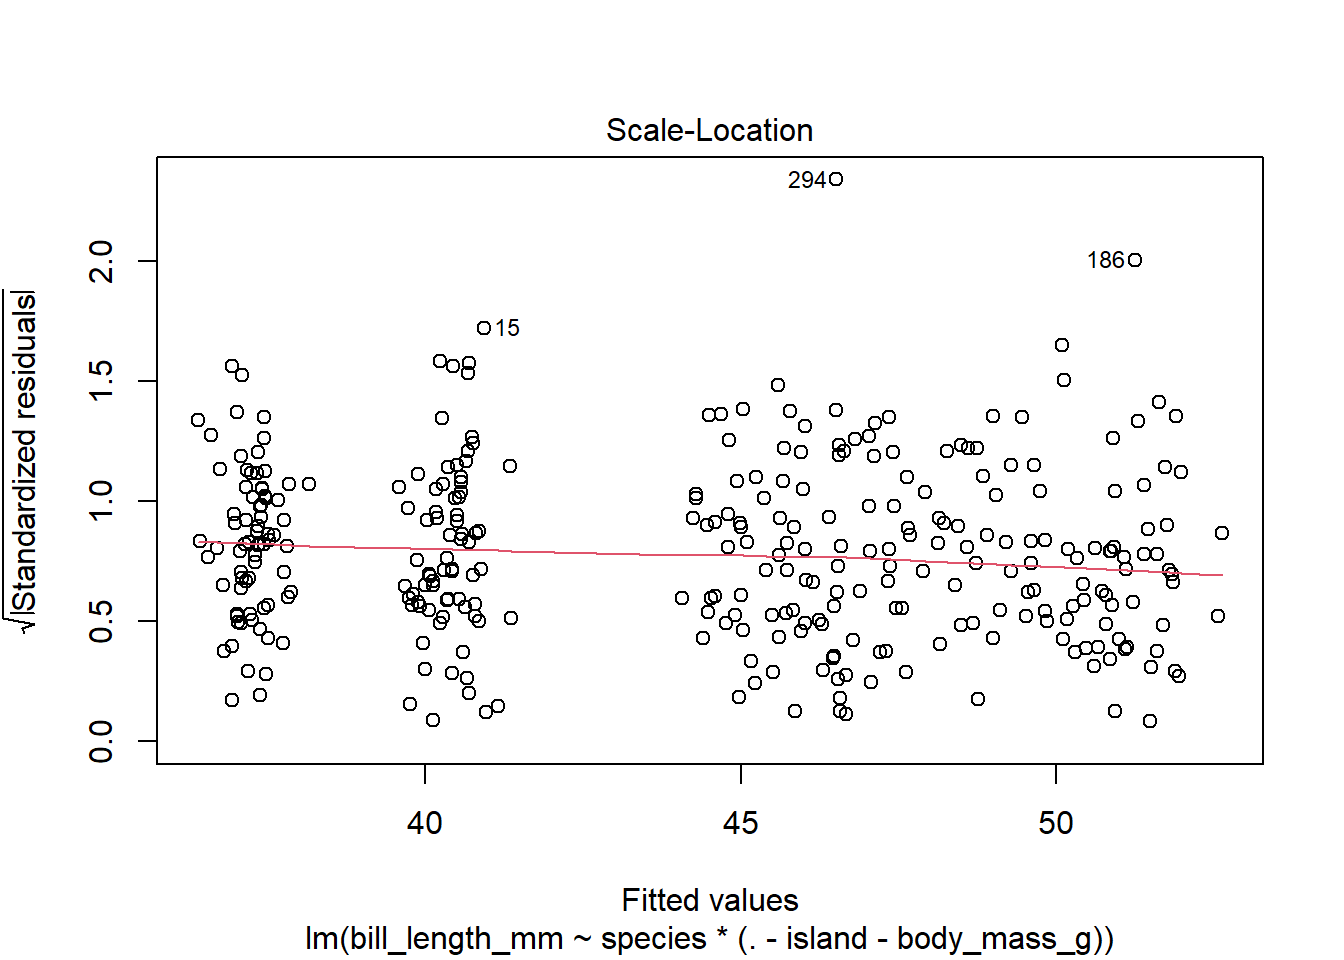 Scale-Location
294
186
15
√|Standardized residuals|
0.0 0.5 1.0 1.5 2.0
40 45 50
Fitted values
lm(bill_length_mm ~ species * (. - island - body_mass_g))